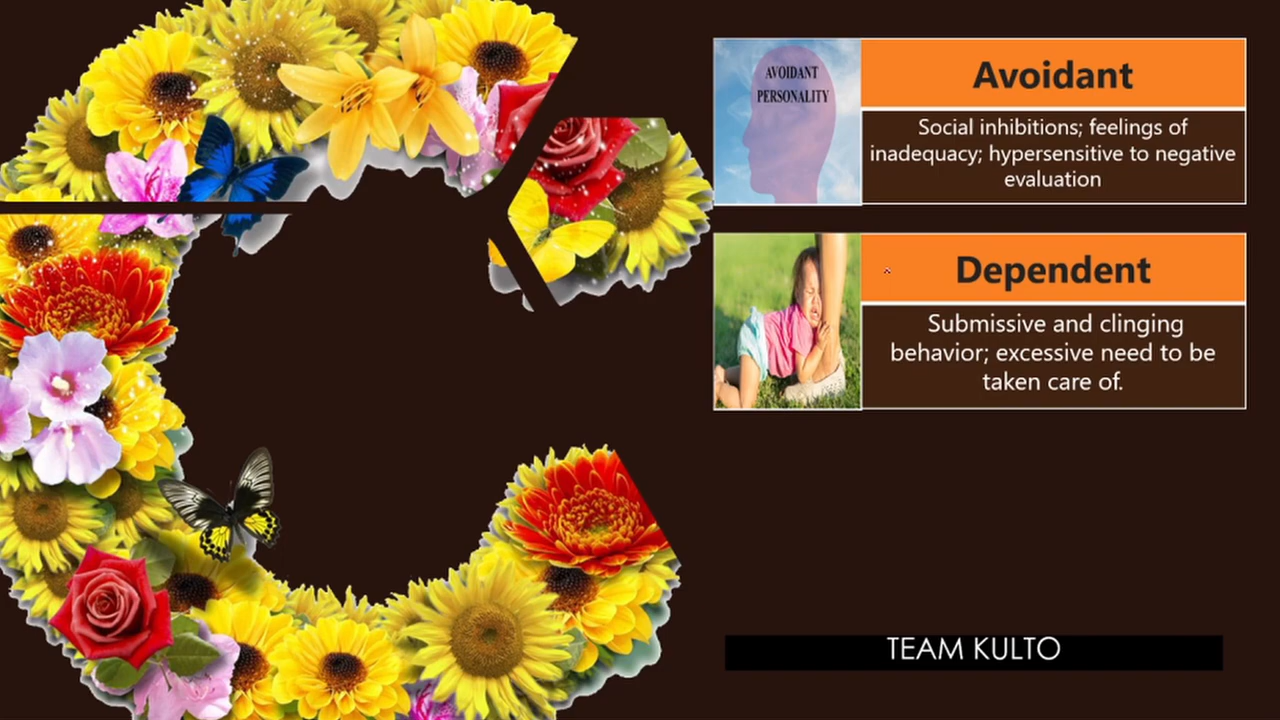 AVOIDANT
PERSONALITY
Avoidant
Social inhibitions; feelings of
inadequacy; hypersensitive to negative
evaluation
Dependent
Submissive and clinging
behavior; excessive need to be
taken care of.
TEAM KULTO